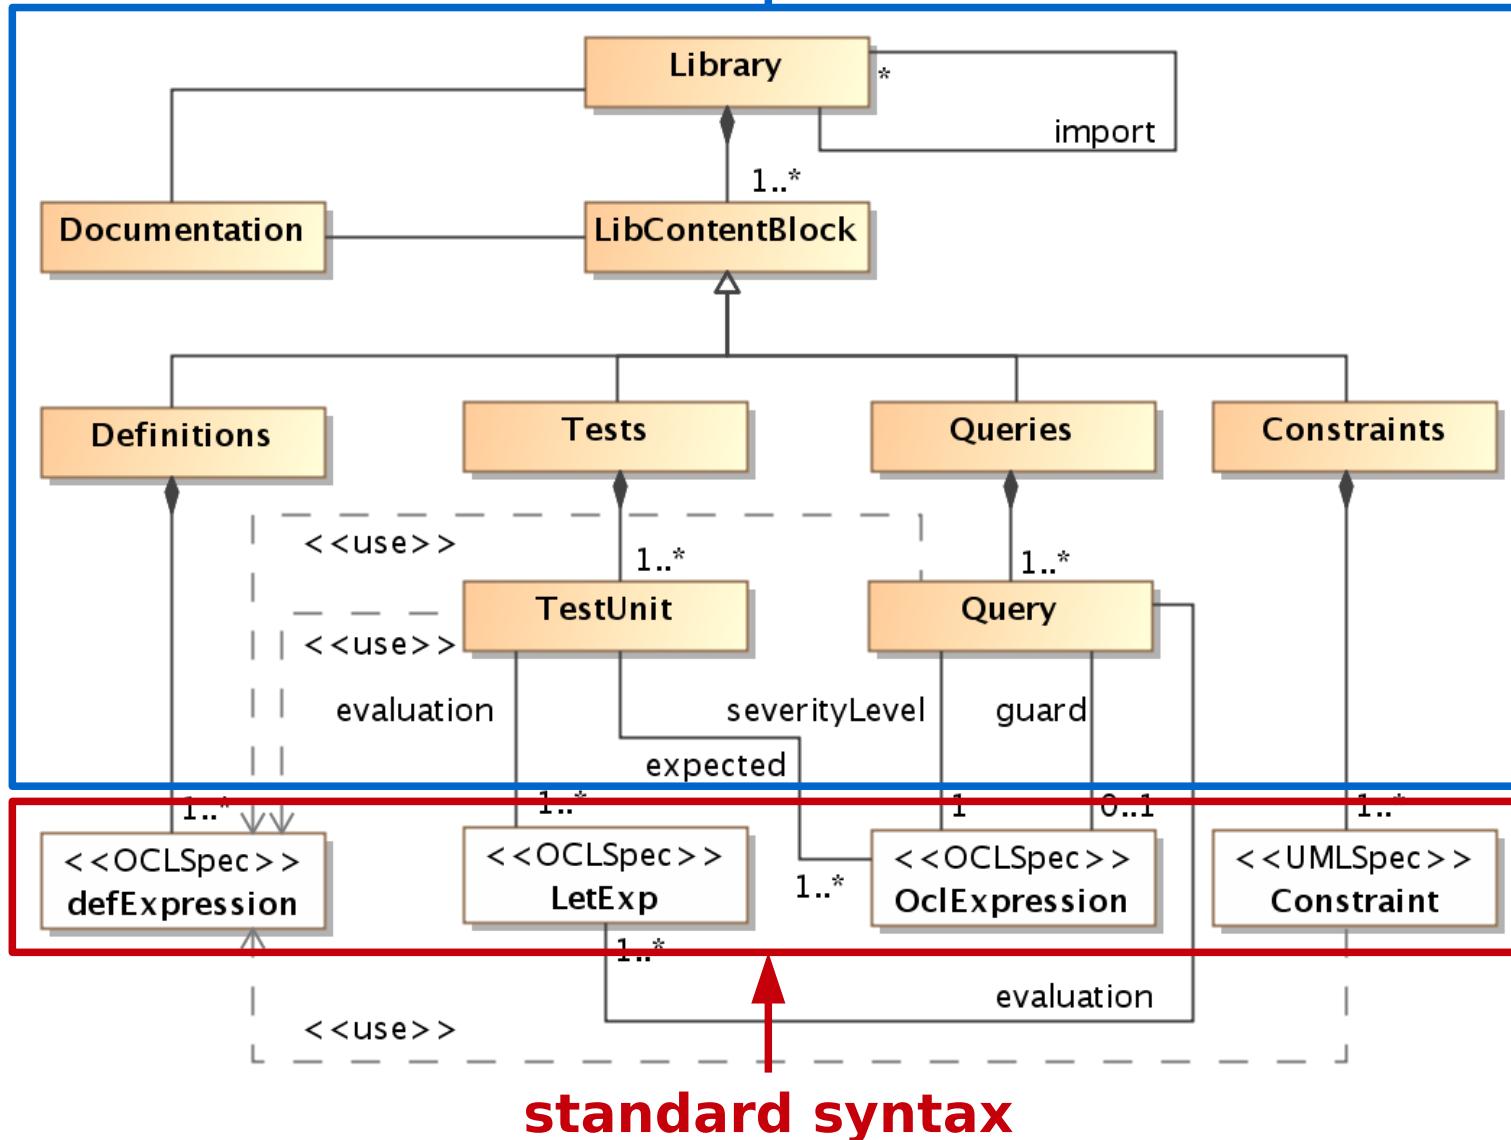 Library
*
import
1..*
Documentation
LibContentBlock
Definitions
Tests
Queries
Constraints
<<use>>
1..*
1..*
TestUnit
Query
<<use>>
evaluation
severityLevel
guard
expected
1..*
1..*
1
0..1
1..*
<<OCLSpec>>
defExpression
<<OCLSpec>>
LetExp
1..*
<<OCLSpec>>
OclExpression
<<UMLSpec>>
Constraint
1..*
evaluation
<<use>>
standard syntax